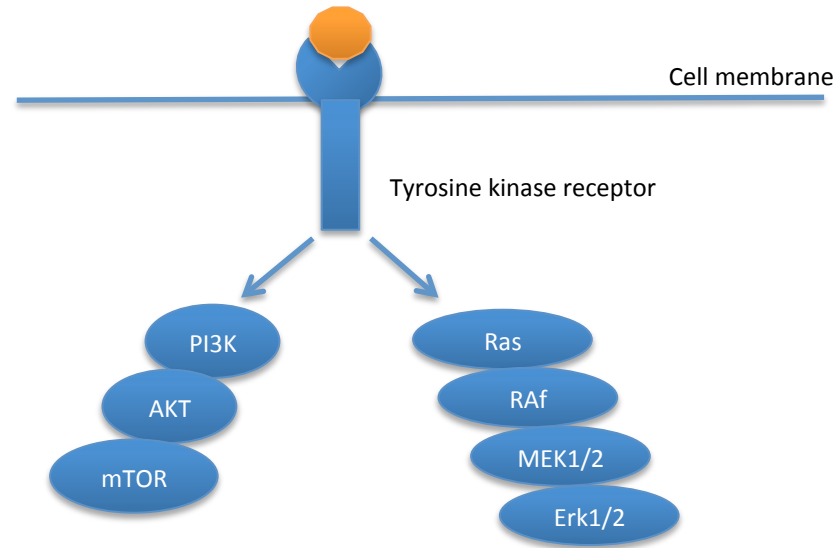 Cell membrane
Tyrosine kinase receptor
PI3K
AKT
mTOR
Ras
RAf
MEK1/2
Erk1/2